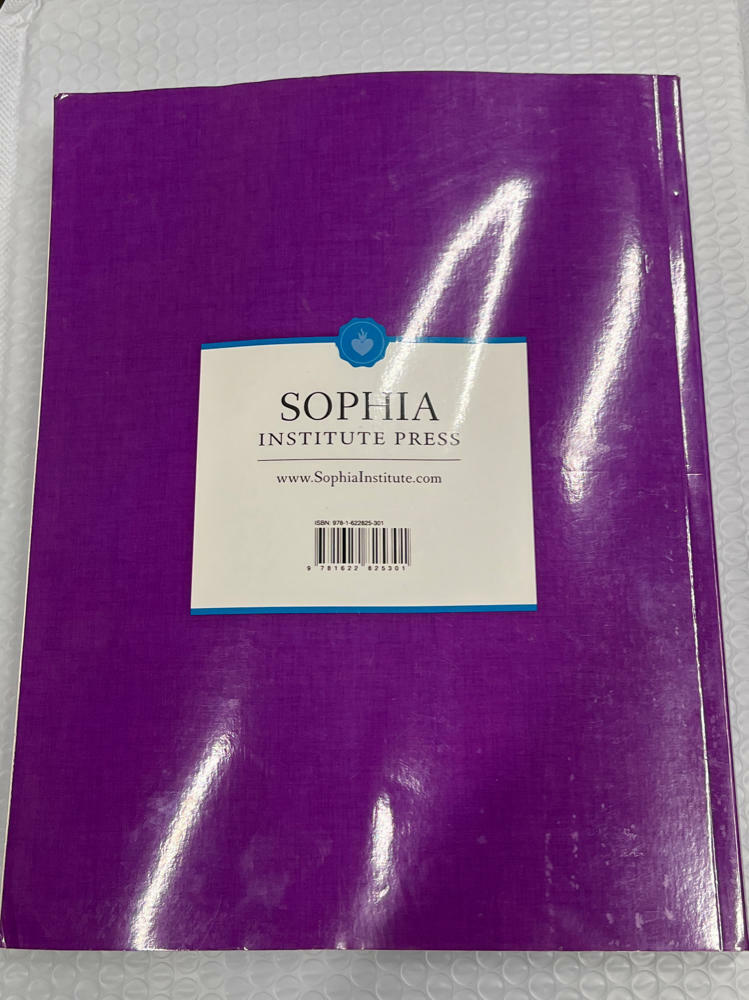 SOPHIA
INSTITUTE PRESS
www.SophiaInstitute.com
ISBN: 978-1-622825-301
9 781622 825301